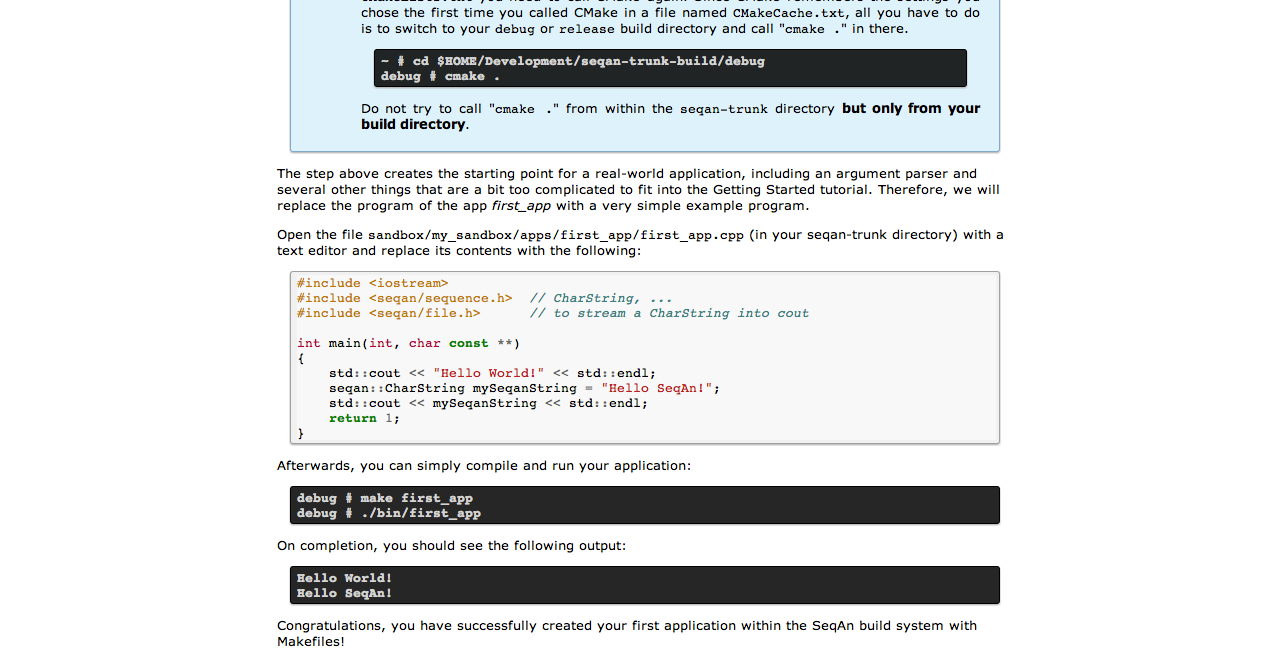 chose the first time you called CMake in a file named CMakeCache.txt, all you have to do
is to switch to your debug or release build directory and call "cmake ." in there.
~ # cd $HOME/Development/seqan-trunk-build/debug
debug # cmake .
Do not try to call "cmake ." from within the seqan-trunk directory but only from your
build directory.
The step above creates the starting point for a real-world application, including an argument parser and
several other things that are a bit too complicated to fit into the Getting Started tutorial. Therefore, we will
replace the program of the app first_app with a very simple example program.
Open the file sandbox/my_sandbox/apps/first_app/first_app.cpp (in your seqan-trunk directory) with a
text editor and replace its contents with the following:
#include <iostream>
#include <seqan/sequence.h>  // CharString, ...
#include <seqan/file.h>      // to stream a CharString into cout
int main(int, char const **)
{
    std::cout << "Hello World!" << std::endl;
    seqan::CharString mySeqanString = "Hello SeqAn!";
    std::cout << mySeqanString << std::endl;
    return 1;
}
Afterwards, you can simply compile and run your application:
debug # make first_app
debug # ./bin/first_app
On completion, you should see the following output:
Hello World!
Hello SeqAn!
Congratulations, you have successfully created your first application within the SeqAn build system with
Makefiles!